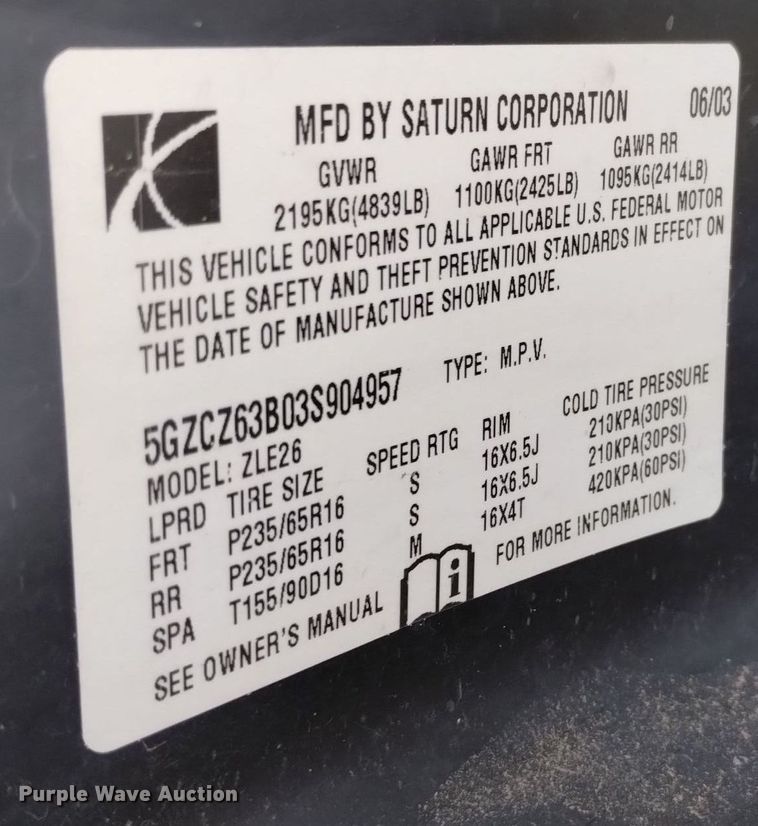 MFD BY SATURN CORPORATION 06/03
GVWR GAWR FRT GAWR RR
2195KG(4839LB) 1100KG(2425LB) 1095KG(2414LB)
THIS VEHICLE CONFORMS TO ALL APPLICABLE U.S. FEDERAL MOTOR
VEHICLE SAFETY AND THEFT PREVENTION STANDARDS IN EFFECT ON
THE DATE OF MANUFACTURE SHOWN ABOVE.
5GZCZ63B03S904957 TYPE: M.P.V.
MODEL: ZLE26
LPRD TIRE SIZE SPEED RTG RIM COLD TIRE PRESSURE
FRT P235/65R16 S 16X6.5J 210KPA(30PSI)
RR P235/65R16 S 16X6.5J 210KPA(30PSI)
SPA T155/90D16 M 16X4T 420KPA(60PSI)
SEE OWNER'S MANUAL i FOR MORE INFORMATION.
Purple Wave Auction